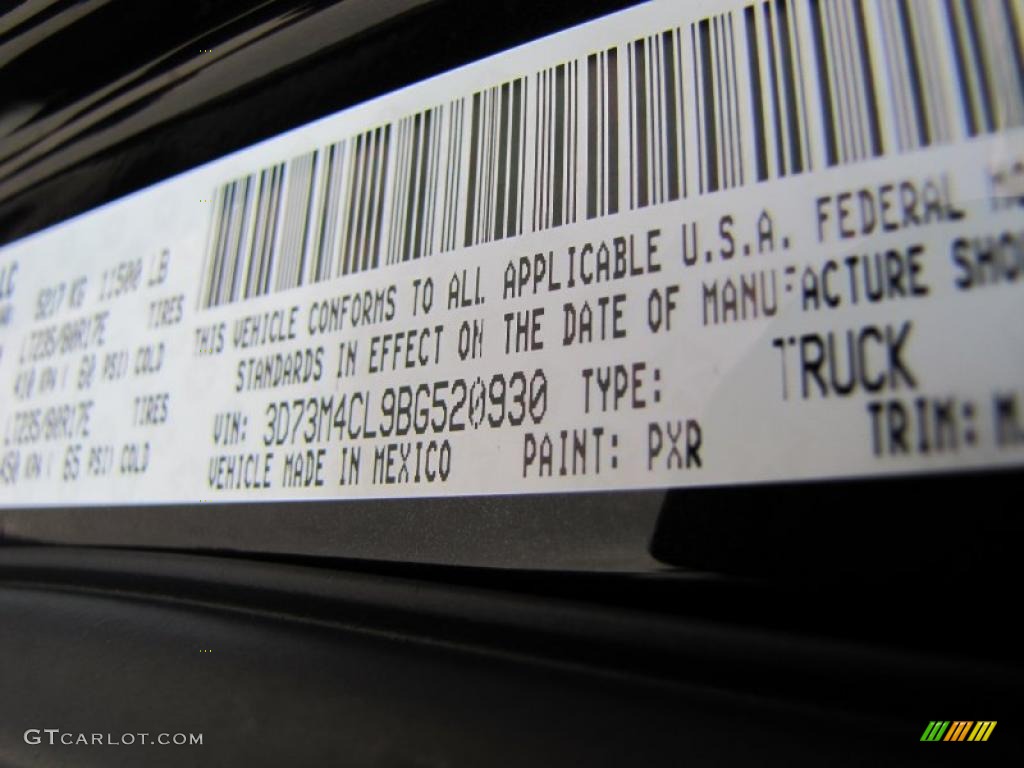 LC
5217 KG 11500 LB
LT235/80R17E TIRES
410 KPA ( 60 PSI) COLD
LT235/80R17E TIRES
450 KPA ( 65 PSI) COLD
THIS VEHICLE CONFORMS TO ALL APPLICABLE U.S.A. FEDERAL
STANDARDS IN EFFECT ON THE DATE OF MANUFACTURE
VIN: 3D73M4CL9BG520930 TYPE: TRUCK
VEHICLE MADE IN MEXICO PAINT: PXR TRIM:
GTCARLOT.COM